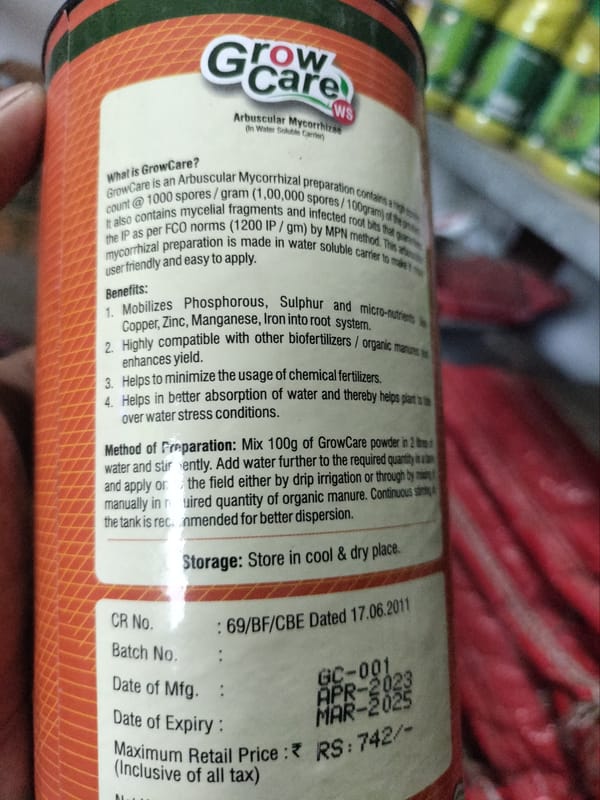 Grow
Care
WS
Arbuscular Mycorrhizae
(In Water Soluble Carrier)
What is GrowCare?
GrowCare is an Arbuscular Mycorrhizal preparation contains a high
count @ 1000 spores / gram (1,00,000 spores / 100gram) of the
It also contains mycelial fragments and infected root bits that
the IP as per FCO norms (1200 IP / gm) by MPN method. This
mycorrhizal preparation is made in water soluble carrier to make it
user friendly and easy to apply.
Benefits:
1. Mobilizes Phosphorous, Sulphur and micro-nutrients
Copper, Zinc, Manganese, Iron into root system.
2. Highly compatible with other biofertilizers / organic manures
enhances yield.
3. Helps to minimize the usage of chemical fertilizers.
4. Helps in better absorption of water and thereby helps plant to
over water stress conditions.
Method of Preparation: Mix 100g of GrowCare powder in 2 litres of
water and stir gently. Add water further to the required quantity in a
and apply the field either by drip irrigation or through by mixing
manually in required quantity of organic manure. Continuous stirring
the tank is recommended for better dispersion.
Storage: Store in cool & dry place.
CR No. : 69/BF/CBE Dated 17.06.2011
Batch No. : GC-001
Date of Mfg. : APR-2023
Date of Expiry : MAR-2025
Maximum Retail Price : ₹ RS:742/-
(Inclusive of all tax)